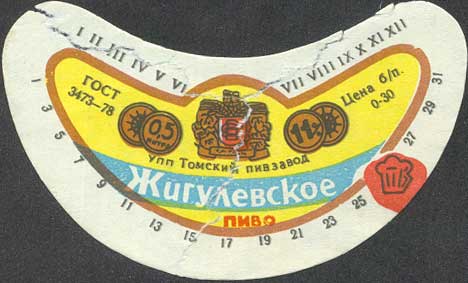 I II III IV V VI VII VIII IX X XI XII
ГОСТ
3473-78
0,5
ЛИТРА
11%
Цена б/п.
0-30
УПП Томский пивзавод
Жигулевское
ПИВО
1 3 5 7 9 11 13 15 17 19 21 23 25 27 29 31